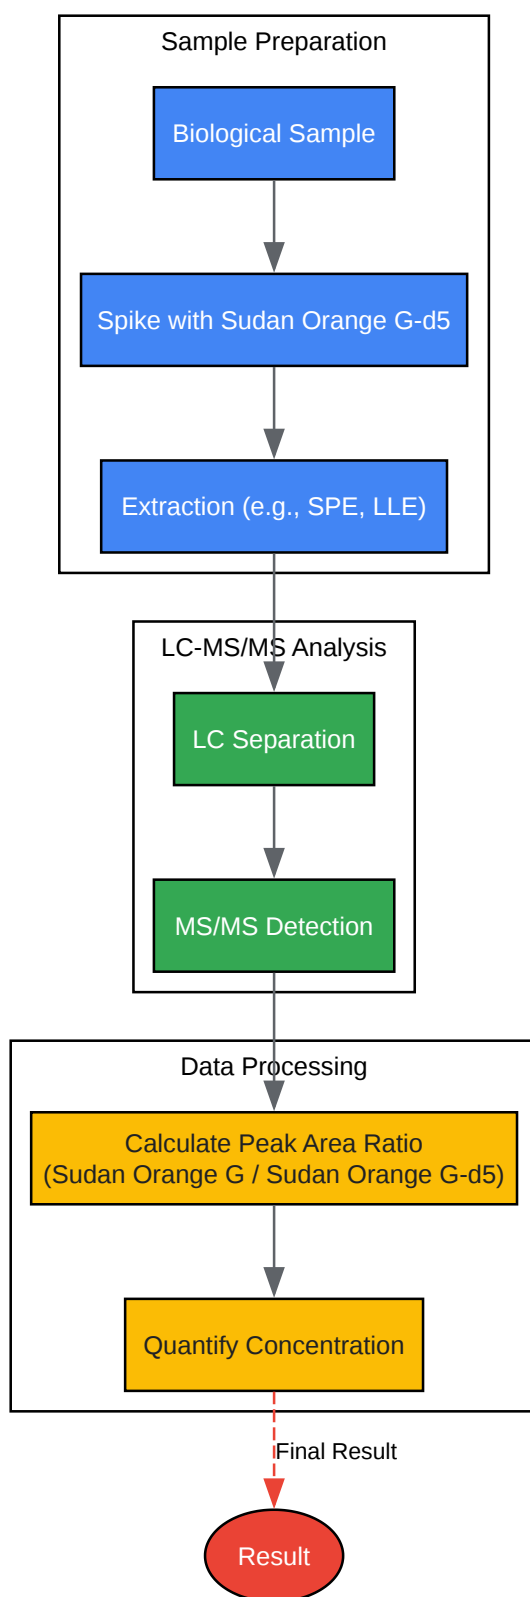 Sample Preparation
Biological Sample
Spike with Sudan Orange G-d5
Extraction (e.g., SPE, LLE)
LC-MS/MS Analysis
LC Separation
MS/MS Detection
Data Processing
Calculate Peak Area Ratio
(Sudan Orange G / Sudan Orange G-d5)
Quantify Concentration
Final Result
Result